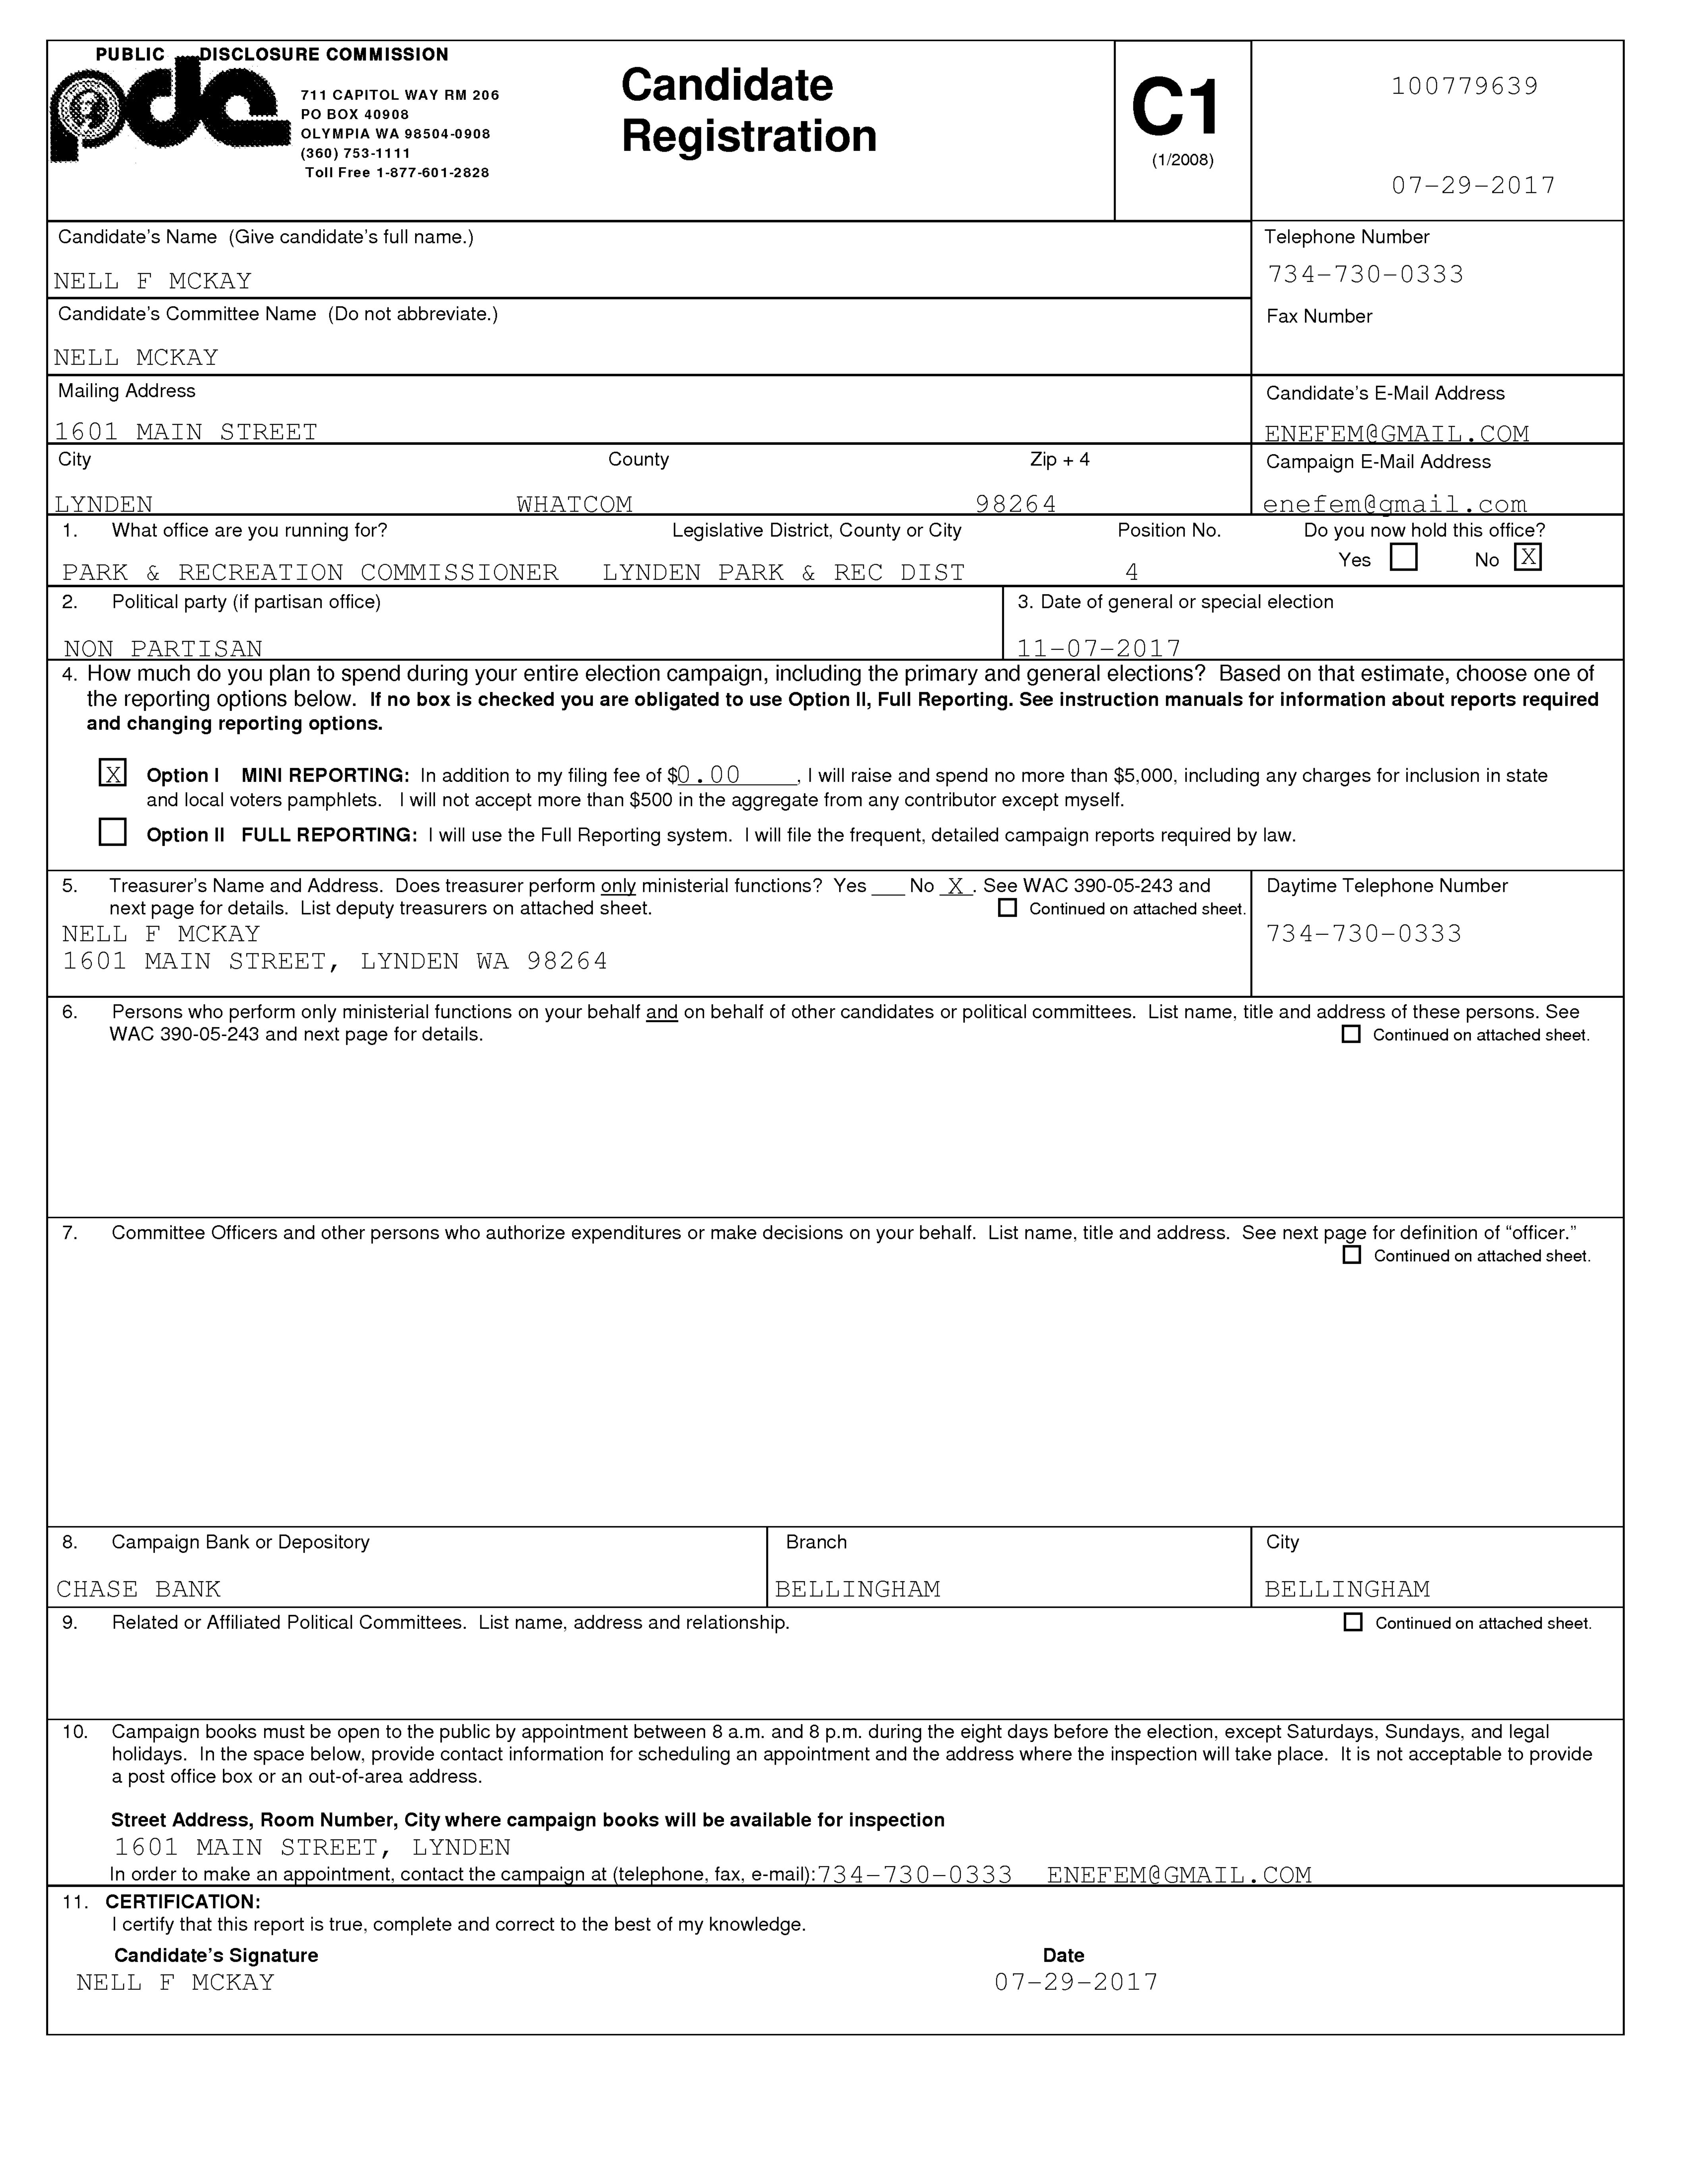 PUBLIC DISCLOSURE COMMISSION
pda
711 CAPITOL WAY RM 206
PO BOX 40908
OLYMPIA WA 98504-0908
(360) 753-1111
Toll Free 1-877-601-2828
Candidate
Registration
C1
(1/2008)
100779639
07-29-2017
Candidate's Name (Give candidate's full name.)
NELL F MCKAY
Telephone Number
734-730-0333
Candidate's Committee Name (Do not abbreviate.)
NELL MCKAY
Fax Number
Mailing Address
1601 MAIN STREET
Candidate's E-Mail Address
ENEFEM@GMAIL.COM
City County Zip + 4
LYNDEN WHATCOM 98264
Campaign E-Mail Address
enefem@gmail.com
1. What office are you running for? Legislative District, County or City Position No. Do you now hold this office?
Yes No X
PARK & RECREATION COMMISSIONER LYNDEN PARK & REC DIST 4
2. Political party (if partisan office)
NON PARTISAN
3. Date of general or special election
11-07-2017
4. How much do you plan to spend during your entire election campaign, including the primary and general elections? Based on that estimate, choose one of
the reporting options below. If no box is checked you are obligated to use Option II, Full Reporting. See instruction manuals for information about reports required
and changing reporting options.
X Option I MINI REPORTING: In addition to my filing fee of $0.00, I will raise and spend no more than $5,000, including any charges for inclusion in state
and local voters pamphlets. I will not accept more than $500 in the aggregate from any contributor except myself.
Option II FULL REPORTING: I will use the Full Reporting system. I will file the frequent, detailed campaign reports required by law.
5. Treasurer's Name and Address. Does treasurer perform only ministerial functions? Yes ___ No _X_. See WAC 390-05-243 and
next page for details. List deputy treasurers on attached sheet. Continued on attached sheet.
NELL F MCKAY
1601 MAIN STREET, LYNDEN WA 98264
Daytime Telephone Number
734-730-0333
6. Persons who perform only ministerial functions on your behalf and on behalf of other candidates or political committees. List name, title and address of these persons. See
WAC 390-05-243 and next page for details. Continued on attached sheet.
7. Committee Officers and other persons who authorize expenditures or make decisions on your behalf. List name, title and address. See next page for definition of "officer."
Continued on attached sheet.
8. Campaign Bank or Depository
CHASE BANK
Branch
BELLINGHAM
City
BELLINGHAM
9. Related or Affiliated Political Committees. List name, address and relationship. Continued on attached sheet.
10. Campaign books must be open to the public by appointment between 8 a.m. and 8 p.m. during the eight days before the election, except Saturdays, Sundays, and legal
holidays. In the space below, provide contact information for scheduling an appointment and the address where the inspection will take place. It is not acceptable to provide
a post office box or an out-of-area address.
Street Address, Room Number, City where campaign books will be available for inspection
1601 MAIN STREET, LYNDEN
In order to make an appointment, contact the campaign at (telephone, fax, e-mail): 734-730-0333 ENEFEM@GMAIL.COM
11. CERTIFICATION:
I certify that this report is true, complete and correct to the best of my knowledge.
Candidate's Signature Date
NELL F MCKAY 07-29-2017